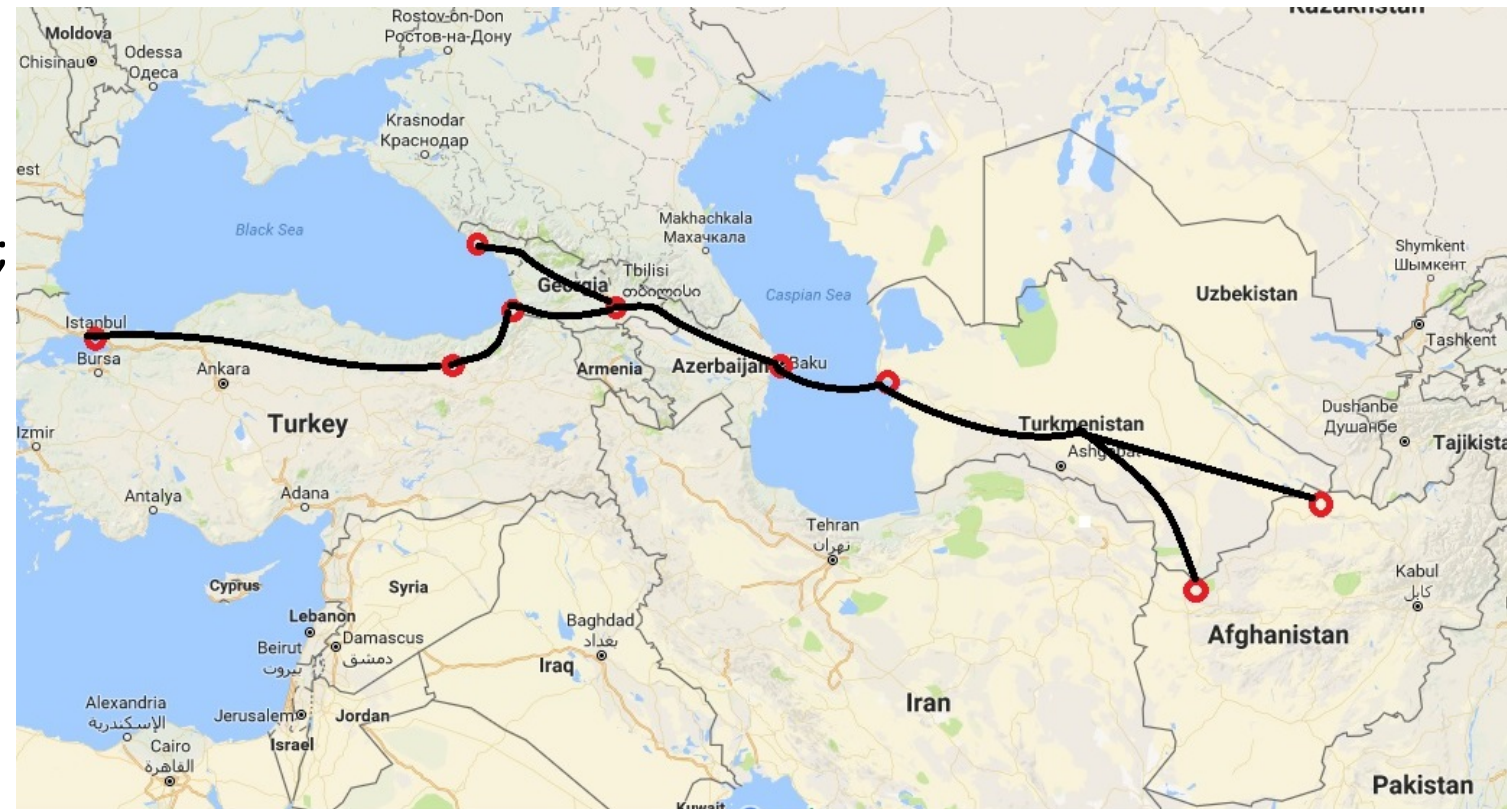 Rostov-on-Don
Ростов-на-Дону
Moldova
Chisinau
Odessa
Одеса
Krasnodar
Краснодар
est
Black Sea
Makhachkala
Махачкала
Shymkent
Шымкент
;
Tbilisi
თბილისი
Georgia
Caspian Sea
Uzbekistan
Istanbul
Tashkent
Bursa
Ankara
Armenia
Azerbaijan
Baku
Dushanbe
Душанбе
Turkey
Turkmenistan
Izmir
Ashgabat
Tajikista
Antalya
Adana
Tehran
تهران
Cyprus
Syria
Kabul
کابل
Lebanon
Beirut
بيروت
Damascus
دمشق
Baghdad
بغداد
Afghanistan
Iraq
Iran
Alexandria
الإسكندرية
Jerusalem
Jordan
Israel
Cairo
القاهرة
Pakistan
Kuwait